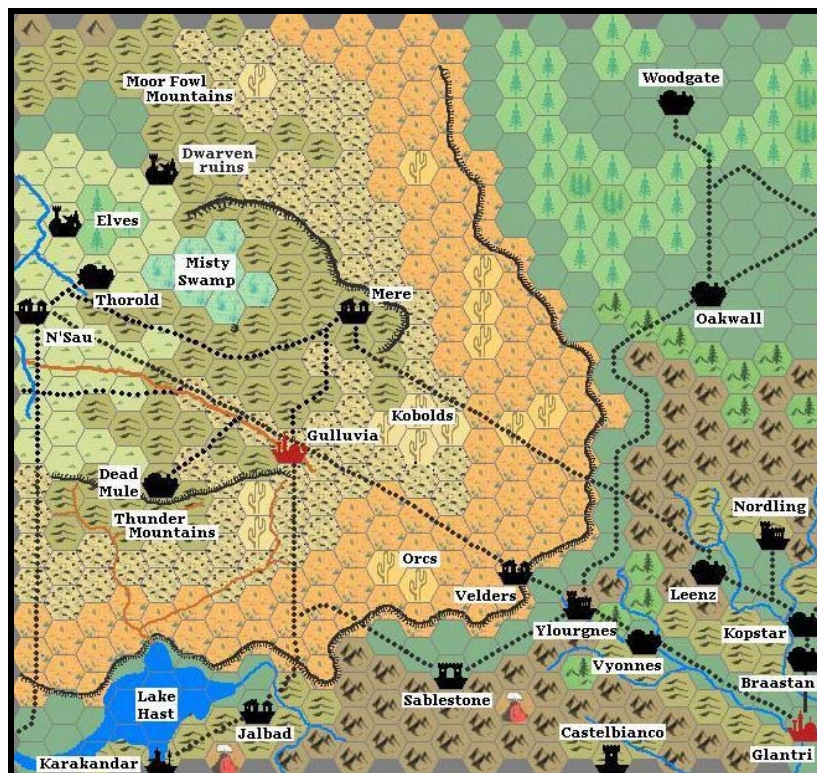 Moor Fowl
Mountains
Woodgate
Dwarven
ruins
Elves
Misty
Swamp
Thorold
Mere
N'Sau
Oakwall
Kobolds
Gulluvia
Dead
Mule
Thunder
Mountains
Nordling
Orcs
Velders
Leenz
Ylourgnes
Kopstar
Vyonnes
Braastan
Sablestone
Lake
Hast
Jalbad
Castelbianco
Glantri
Karakandar